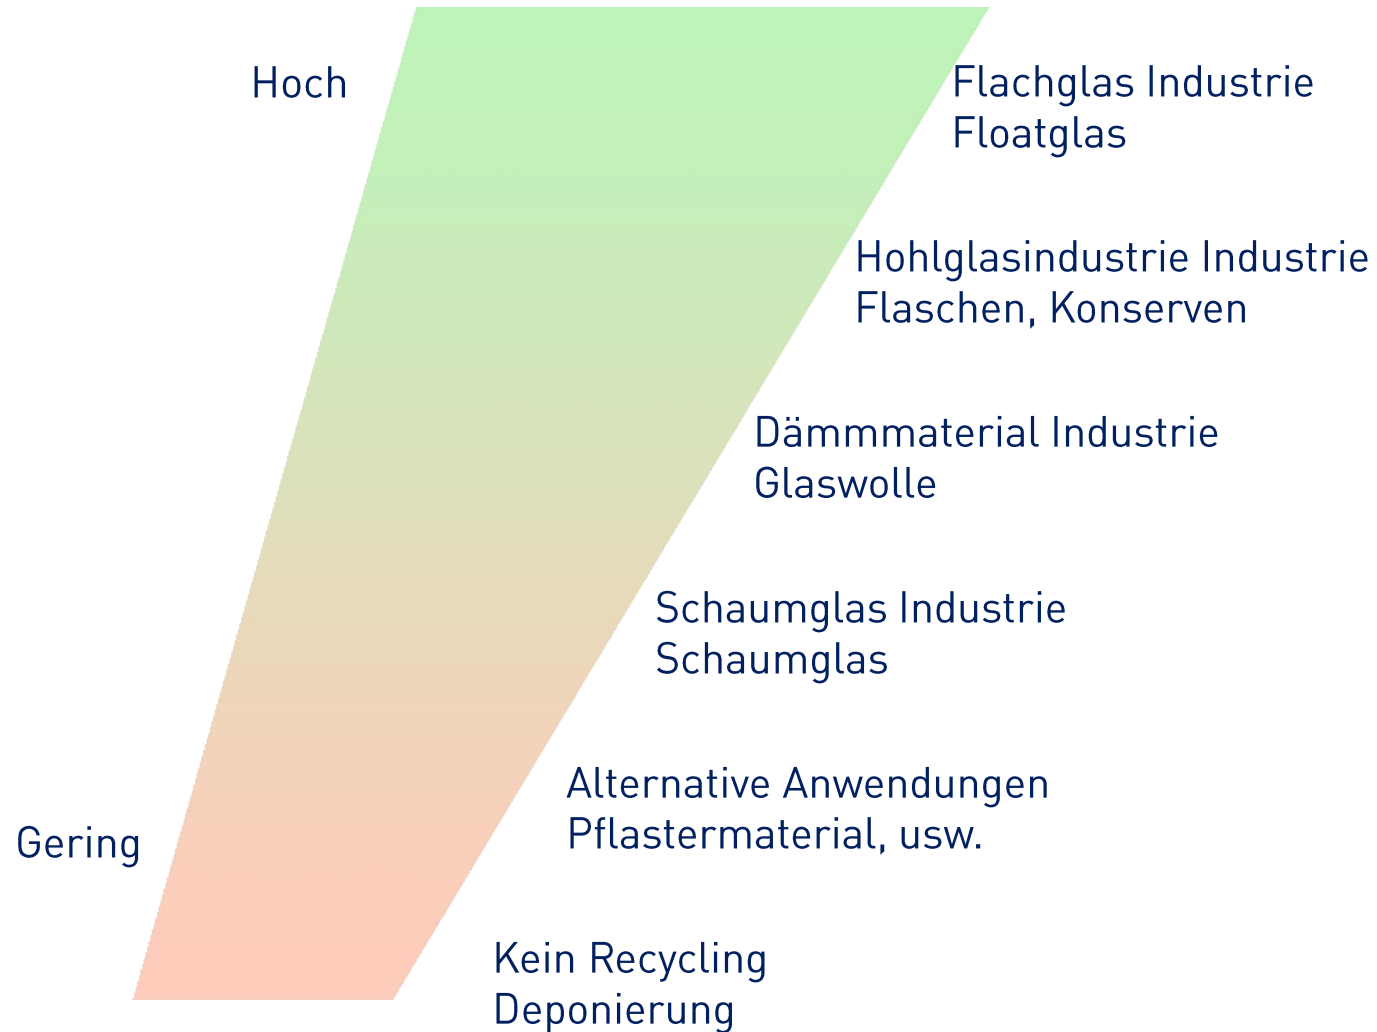 Hoch
Flachglas Industrie
Floatglas
Hohlglasindustrie Industrie
Flaschen, Konserven
Dämmmaterial Industrie
Glaswolle
Schaumglas Industrie
Schaumglas
Alternative Anwendungen
Pflastermaterial, usw.
Gering
Kein Recycling
Deponierung